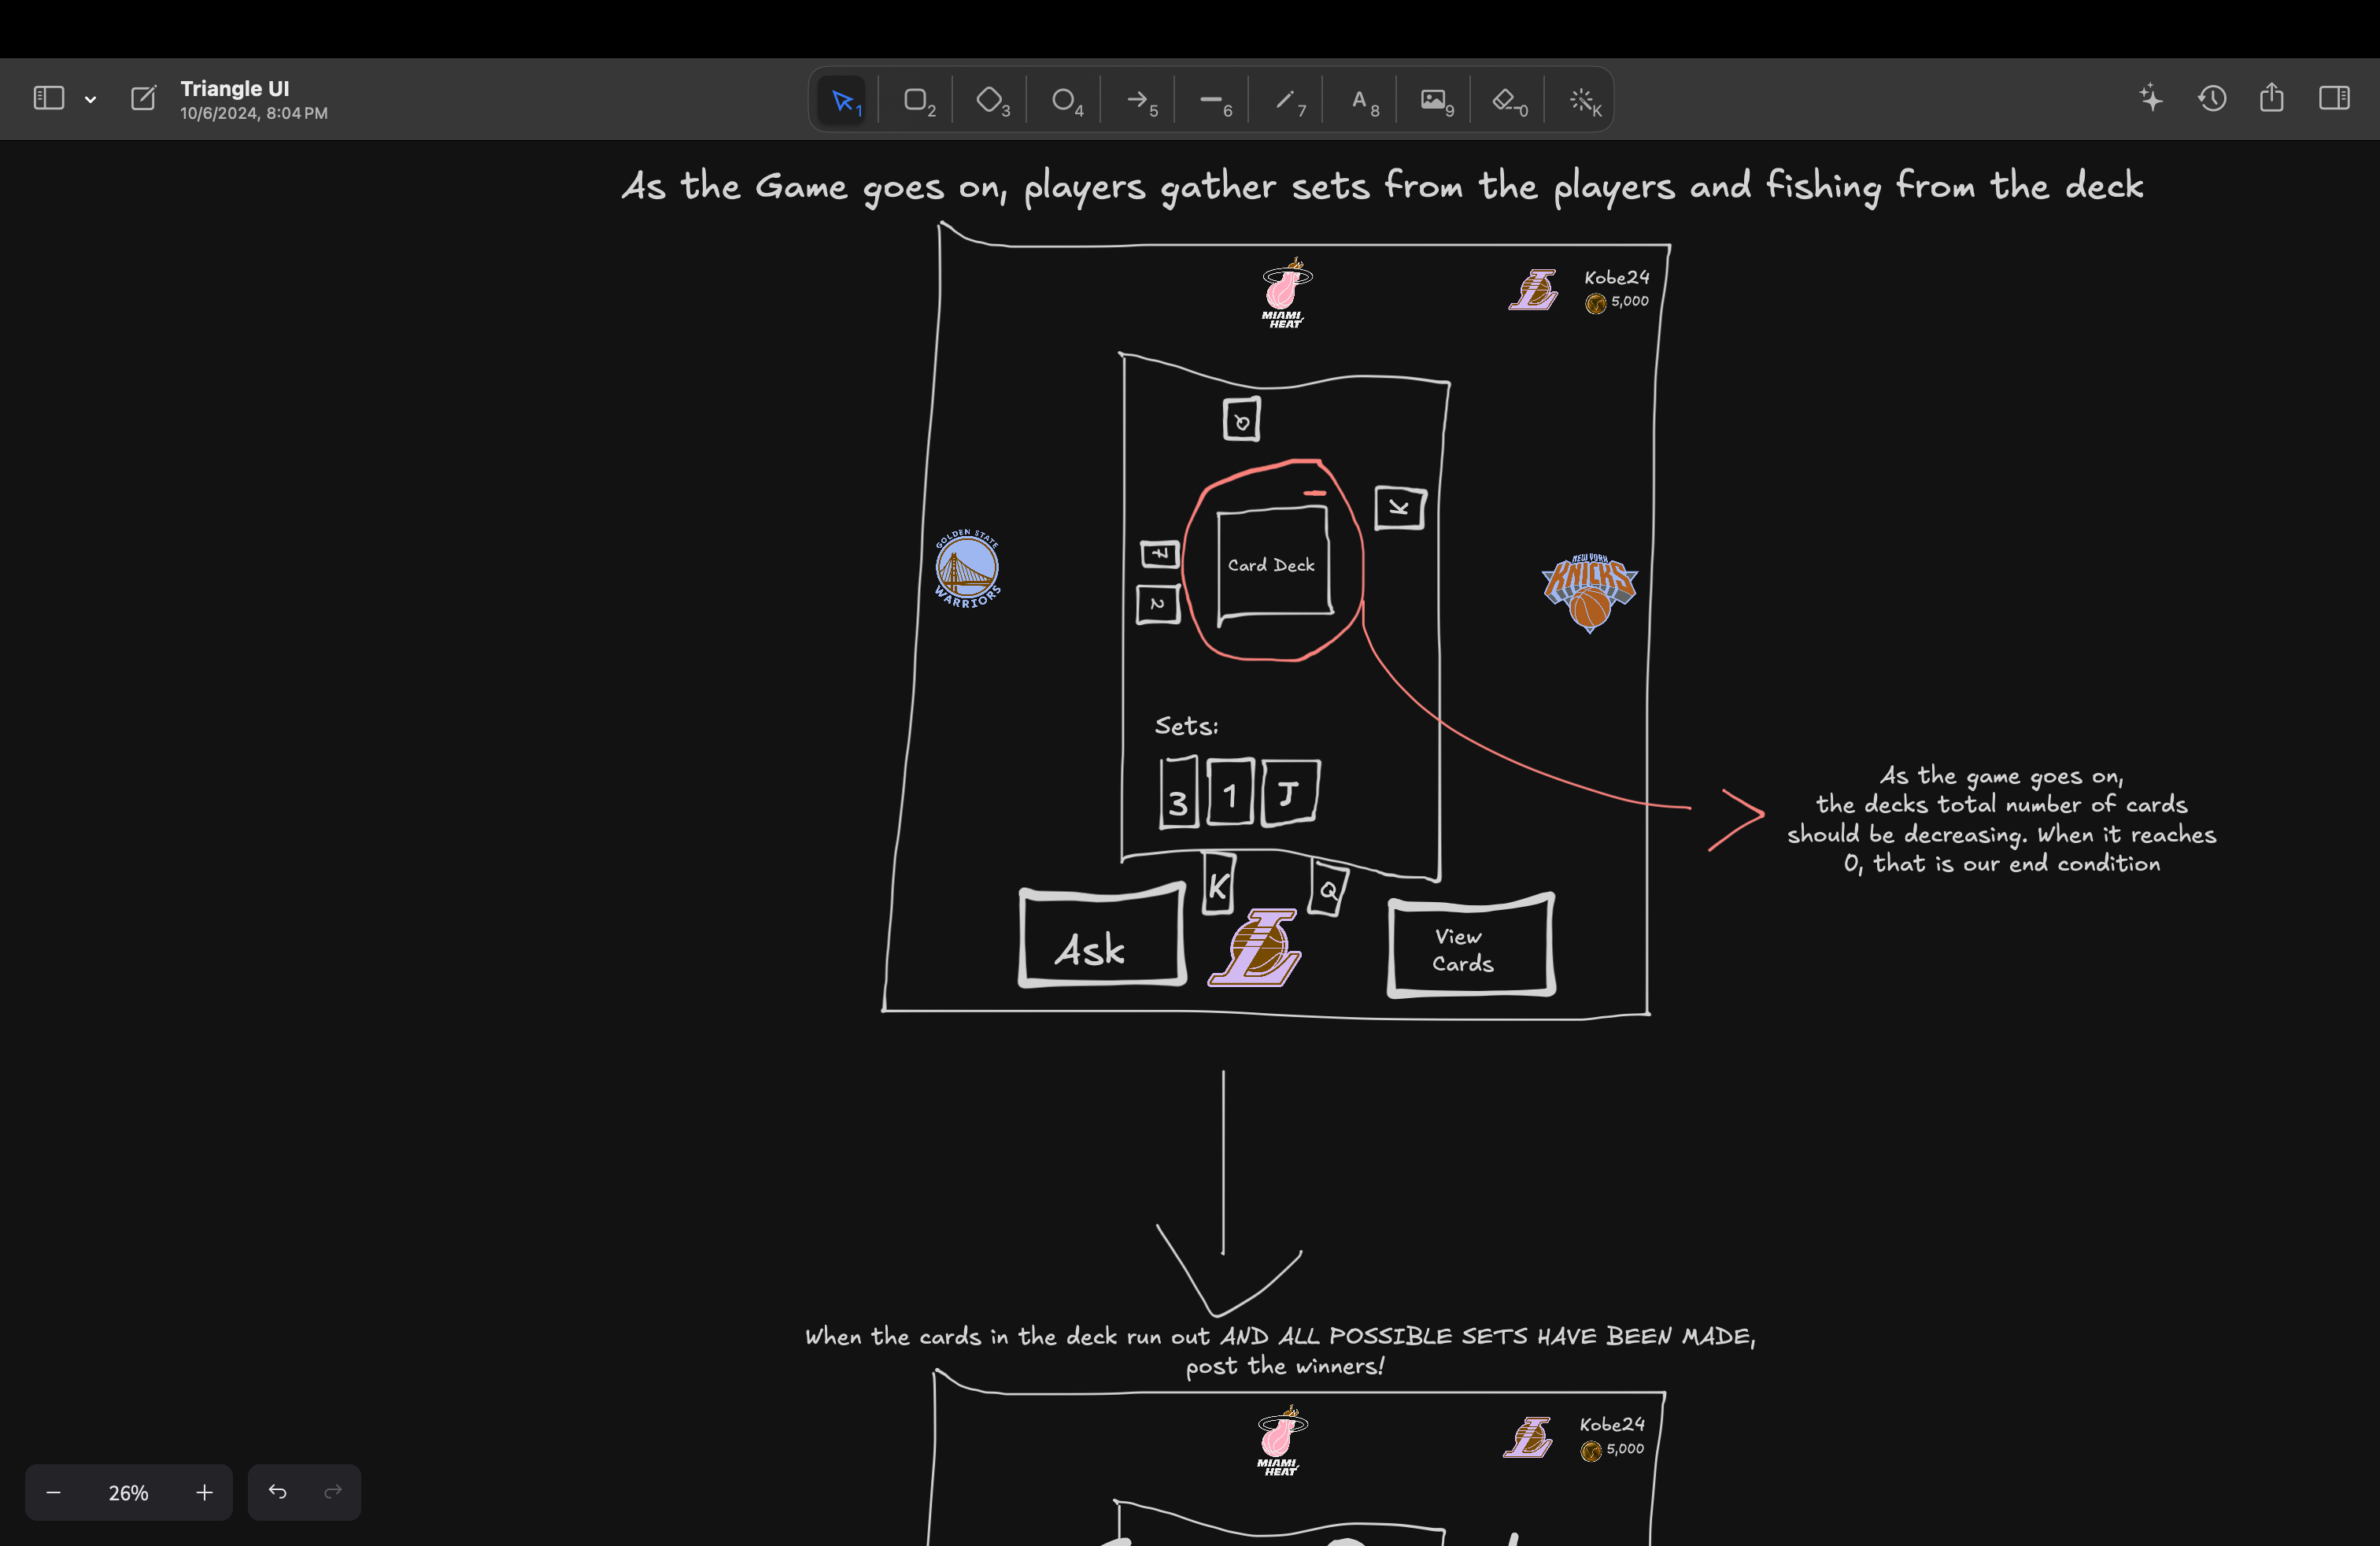 Triangle UI
10/6/2024, 8:04 PM
1
2
3
4
5
6
7
A 8
9
0
K
As the Game goes on, players gather sets from the players and fishing from the deck
MIAMI
HEAT
Kobe24
5,000
Q
K
7
2
Card Deck
GOLDEN STATE
WARRIORS
NEW YORK
KNICKS
Sets:
3 1 J
As the game goes on,
the decks total number of cards
should be decreasing. When it reaches
0, that is our end condition
K
Q
Ask
L
View
Cards
When the cards in the deck run out AND ALL POSSIBLE SETS HAVE BEEN MADE,
post the winners!
MIAMI
HEAT
Kobe24
5,000
26%